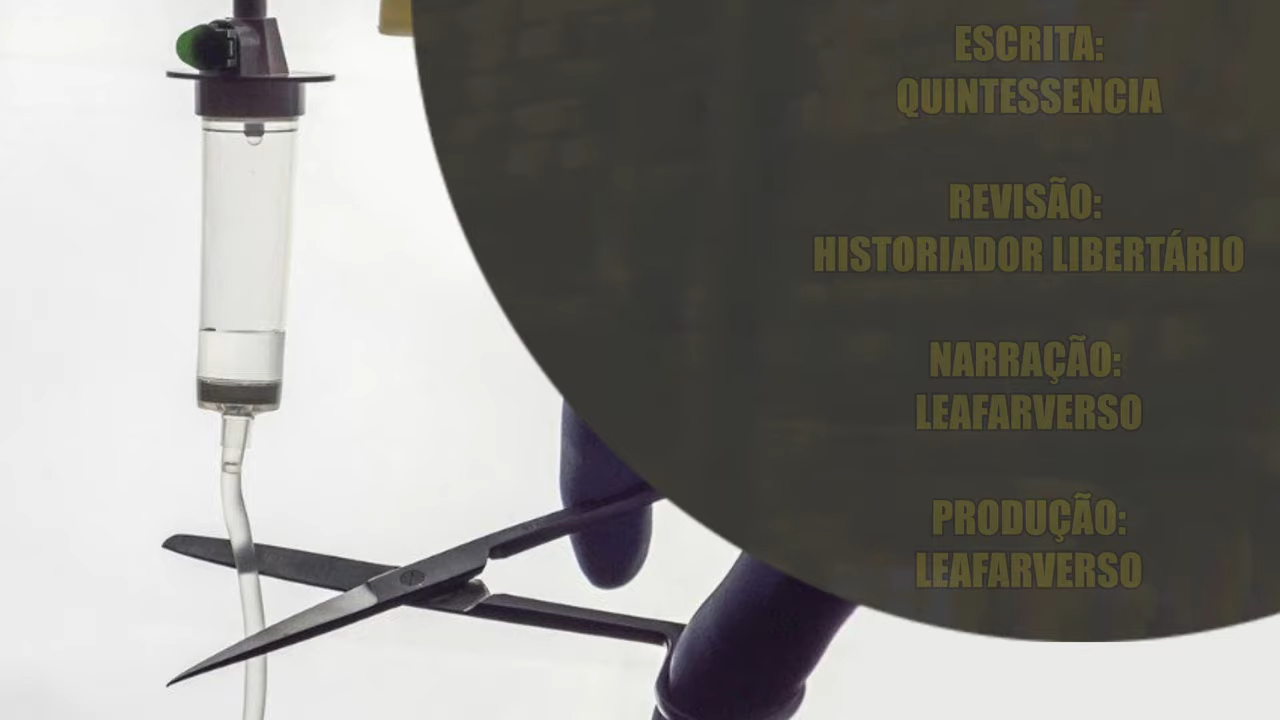 ESCRITA:
QUINTESSENCIA
REVISÃO:
HISTORIADOR LIBERTÁRIO
NARRAÇÃO:
LEAFARVERSO
PRODUÇÃO:
LEAFARVERSO